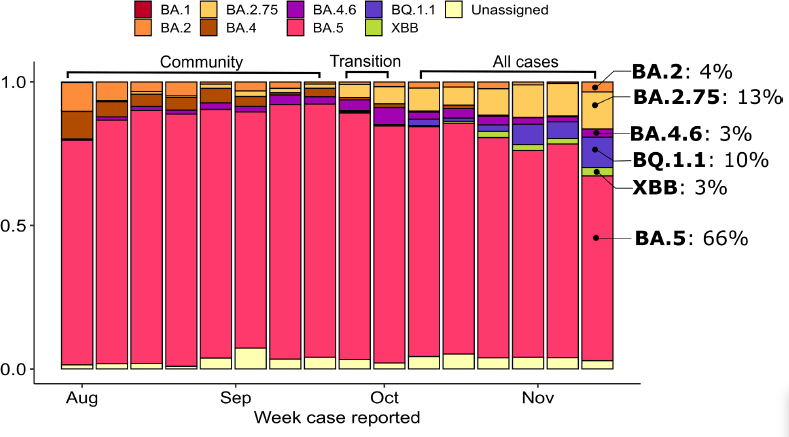 BA.1 BA.2.75 BA.4.6 BQ.1.1 Unassigned
BA.2 BA.4 BA.5 XBB
Community Transition All cases
1.0
0.5
0.0
BA.2: 4%
BA.2.75: 13%
BA.4.6: 3%
BQ.1.1: 10%
XBB: 3%
BA.5: 66%
Aug Sep Oct Nov
Week case reported